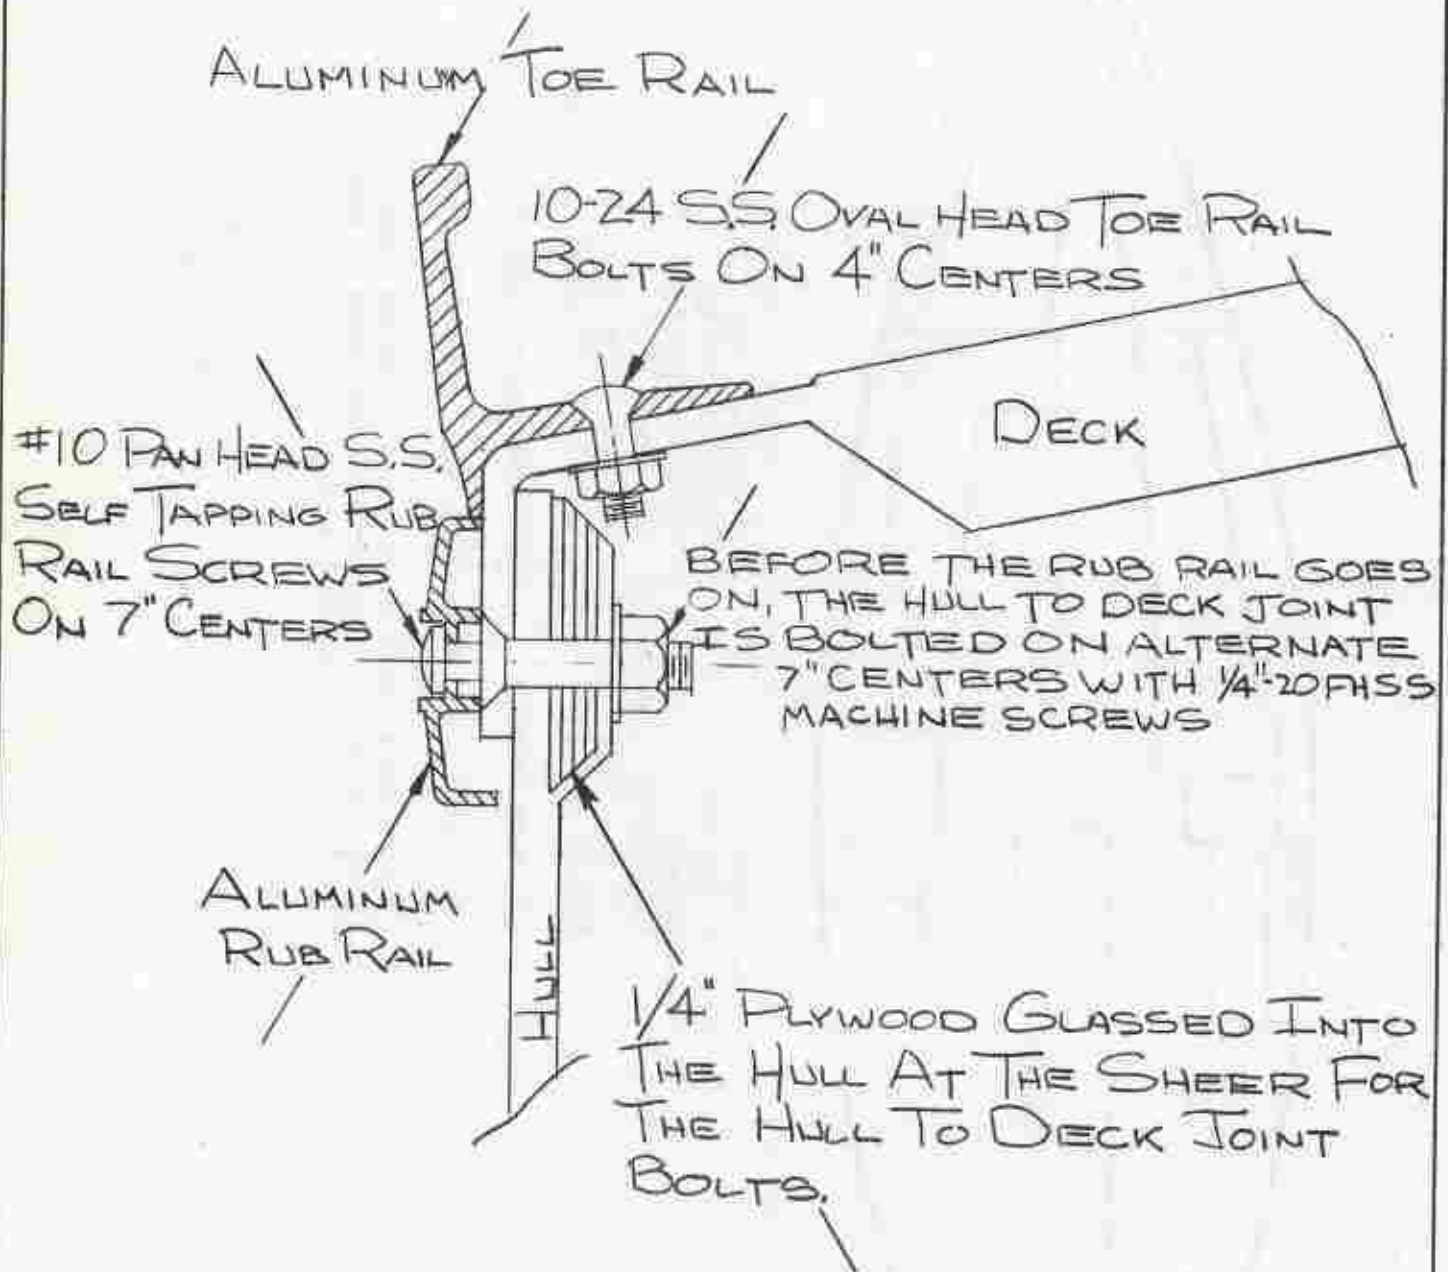 ALUMINUM TOE RAIL
10-24 S.S. OVAL HEAD TOE RAIL
BOLTS ON 4" CENTERS
DECK
#10 PAN HEAD S.S.
SELF TAPPING RUB
RAIL SCREWS
ON 7" CENTERS
BEFORE THE RUB RAIL GOES
ON, THE HULL TO DECK JOINT
IS BOLTED ON ALTERNATE
7" CENTERS WITH 1/4"-20 FHSS
MACHINE SCREWS
ALUMINUM
RUB RAIL
HULL
1/4" PLYWOOD GLASSED INTO
THE HULL AT THE SHEER FOR
THE HULL TO DECK JOINT
BOLTS.